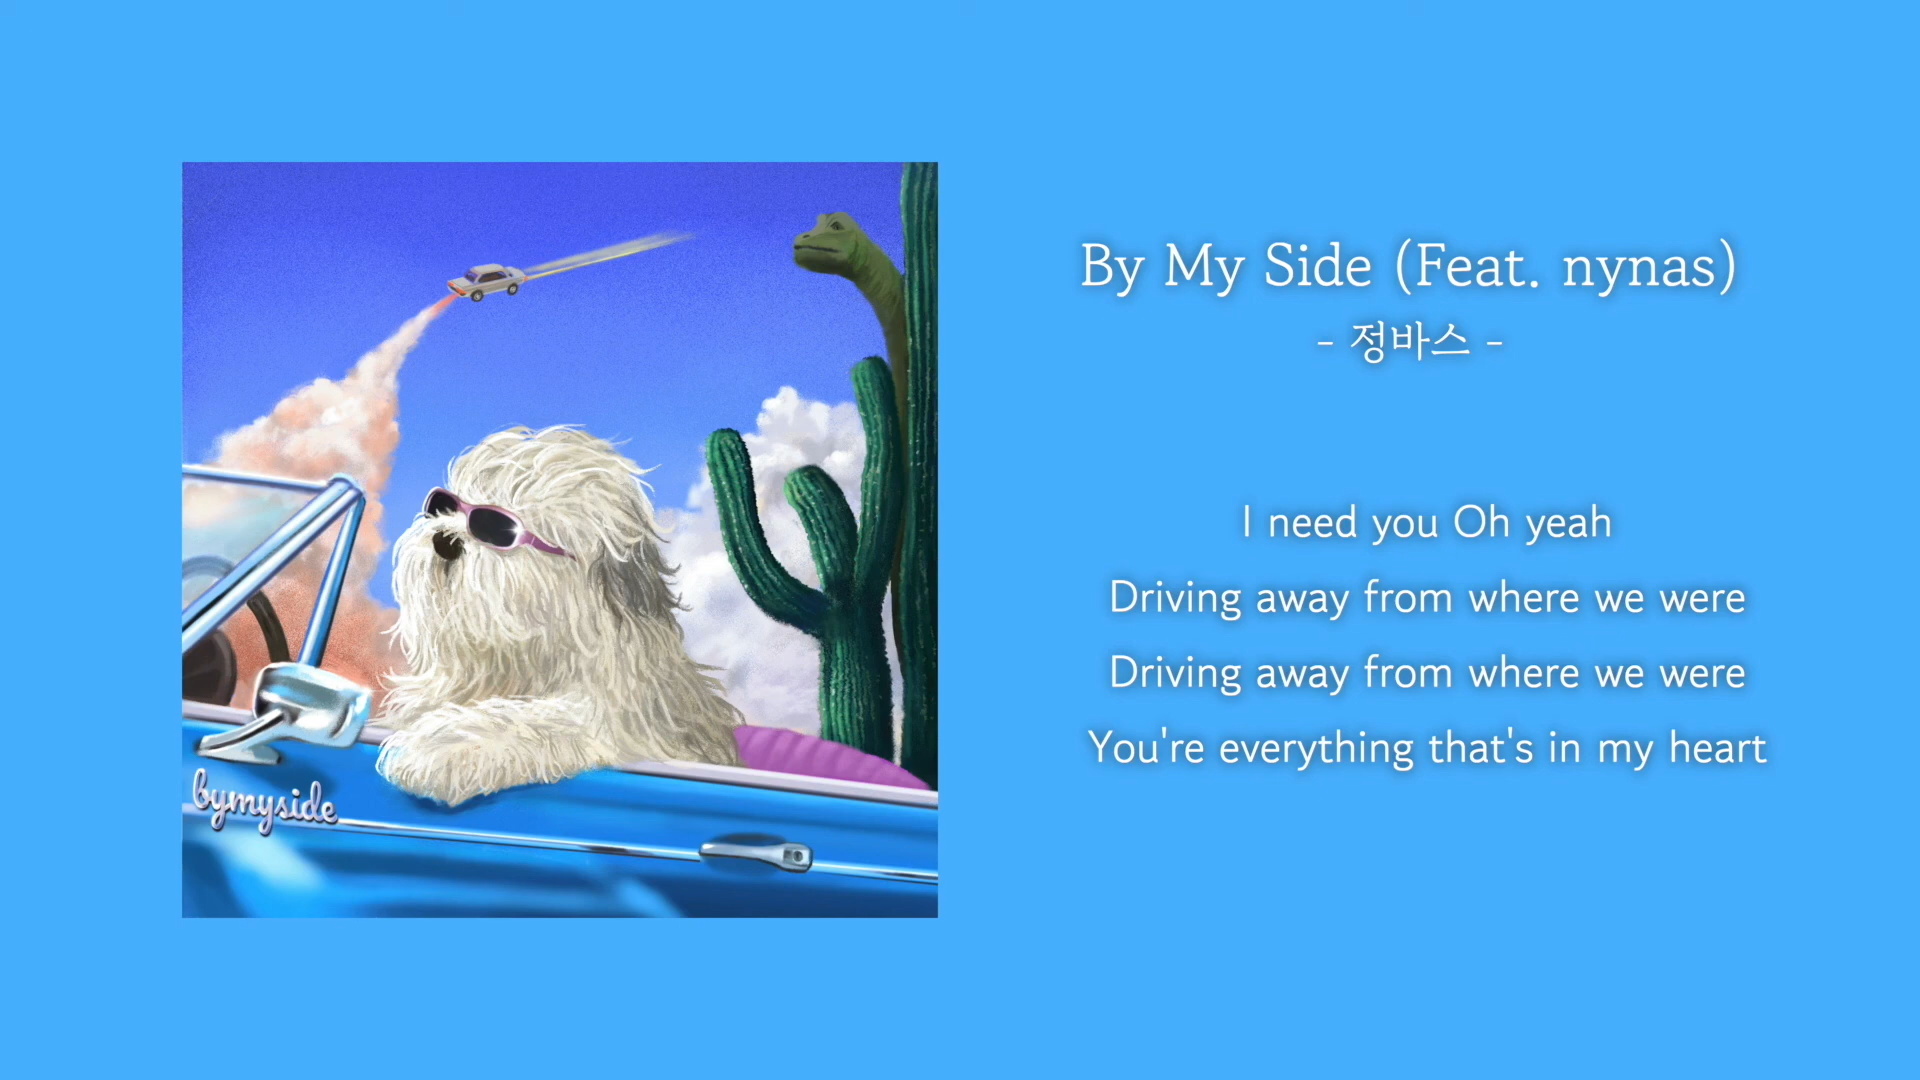 By My Side (Feat. nynas)
- 정바스 -
I need you Oh yeah
Driving away from where we were
Driving away from where we were
You're everything that's in my heart
bymyside